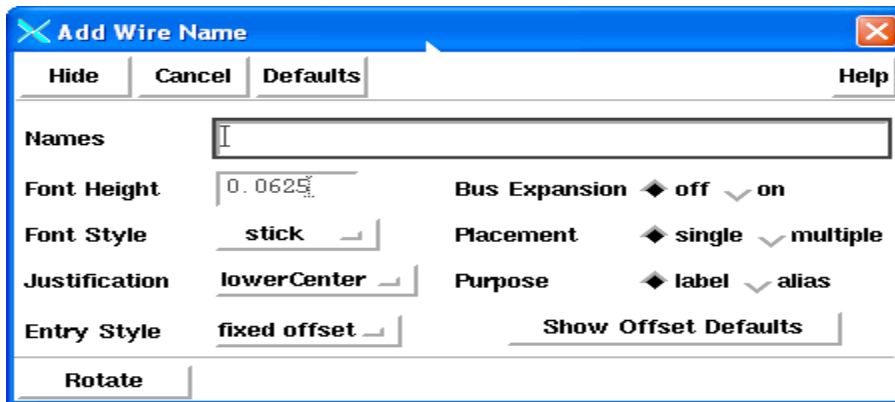 Add Wire Name
Hide Cancel Defaults Help
Names
Font Height 0.0625 Bus Expansion off on
Font Style stick Placement single multiple
Justification lowerCenter Purpose label alias
Entry Style fixed offset Show Offset Defaults
Rotate